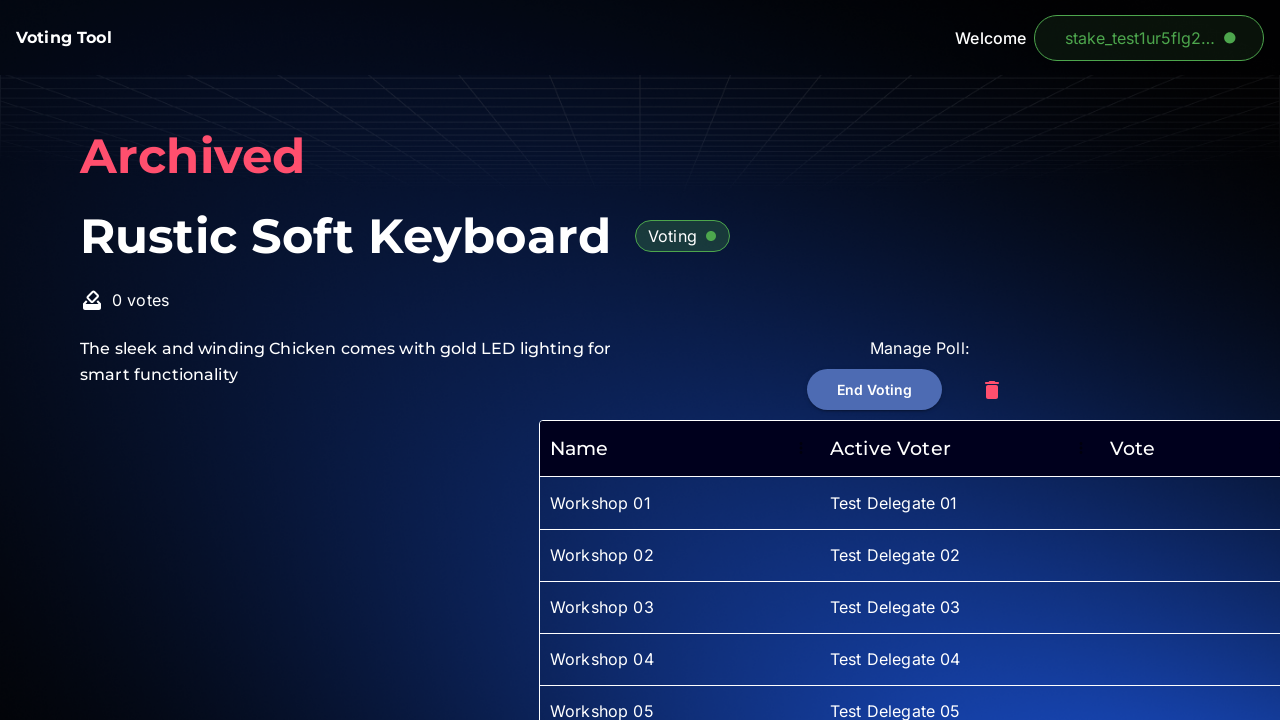 Voting Tool
Welcome
stake_test1ur5flg2...
Archived
Rustic Soft Keyboard
Voting
0 votes
The sleek and winding Chicken comes with gold LED lighting for
smart functionality
Manage Poll:
End Voting
Name Active Voter Vote
Workshop 01 Test Delegate 01
Workshop 02 Test Delegate 02
Workshop 03 Test Delegate 03
Workshop 04 Test Delegate 04
Workshop 05 Test Delegate 05